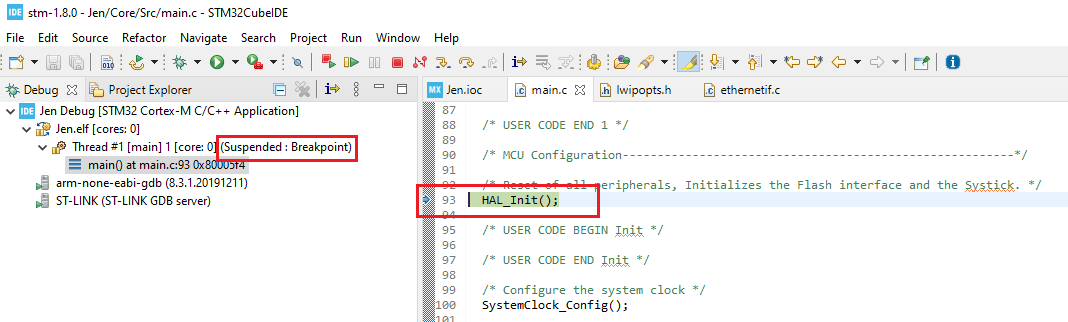 IDE stm-1.8.0 - Jen/Core/Src/main.c - STM32CubeIDE
File Edit Source Refactor Navigate Search Project Run Window Help
Debug Project Explorer
IDE Jen Debug [STM32 Cortex-M C/C++ Application]
Jen.elf [cores: 0]
Thread #1 [main] 1 [core: 0] (Suspended : Breakpoint)
main() at main.c:93 0x80005f4
arm-none-eabi-gdb (8.3.1.20191211)
ST-LINK (ST-LINK GDB server)
MX Jen.ioc main.c lwipopts.h ethernetif.c
87
88 /* USER CODE END 1 */
89
90 /* MCU Configuration--------------------------------------------------------*/
91
92 /* Reset of all peripherals, Initializes the Flash interface and the Systick. */
93 HAL_Init();
94
95 /* USER CODE BEGIN Init */
96
97 /* USER CODE END Init */
98
99 /* Configure the system clock */
100 SystemClock_Config();
101